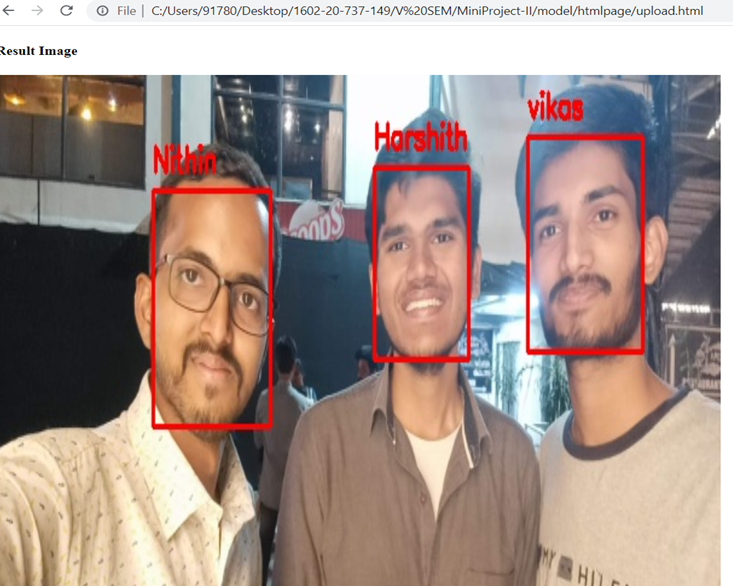 File | C:/Users/91780/Desktop/1602-20-737-149/V%20SEM/MiniProject-II/model/htmlpage/upload.html
Result Image
Nithin
Harshith
vikas
OODS